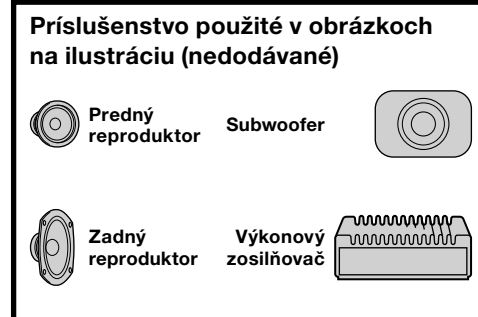 Príslušenstvo použité v obrázkoch
na ilustráciu (nedodávané)
Predný
reproduktor
Subwoofer
Zadný
reproduktor
Výkonový
zosilňovač